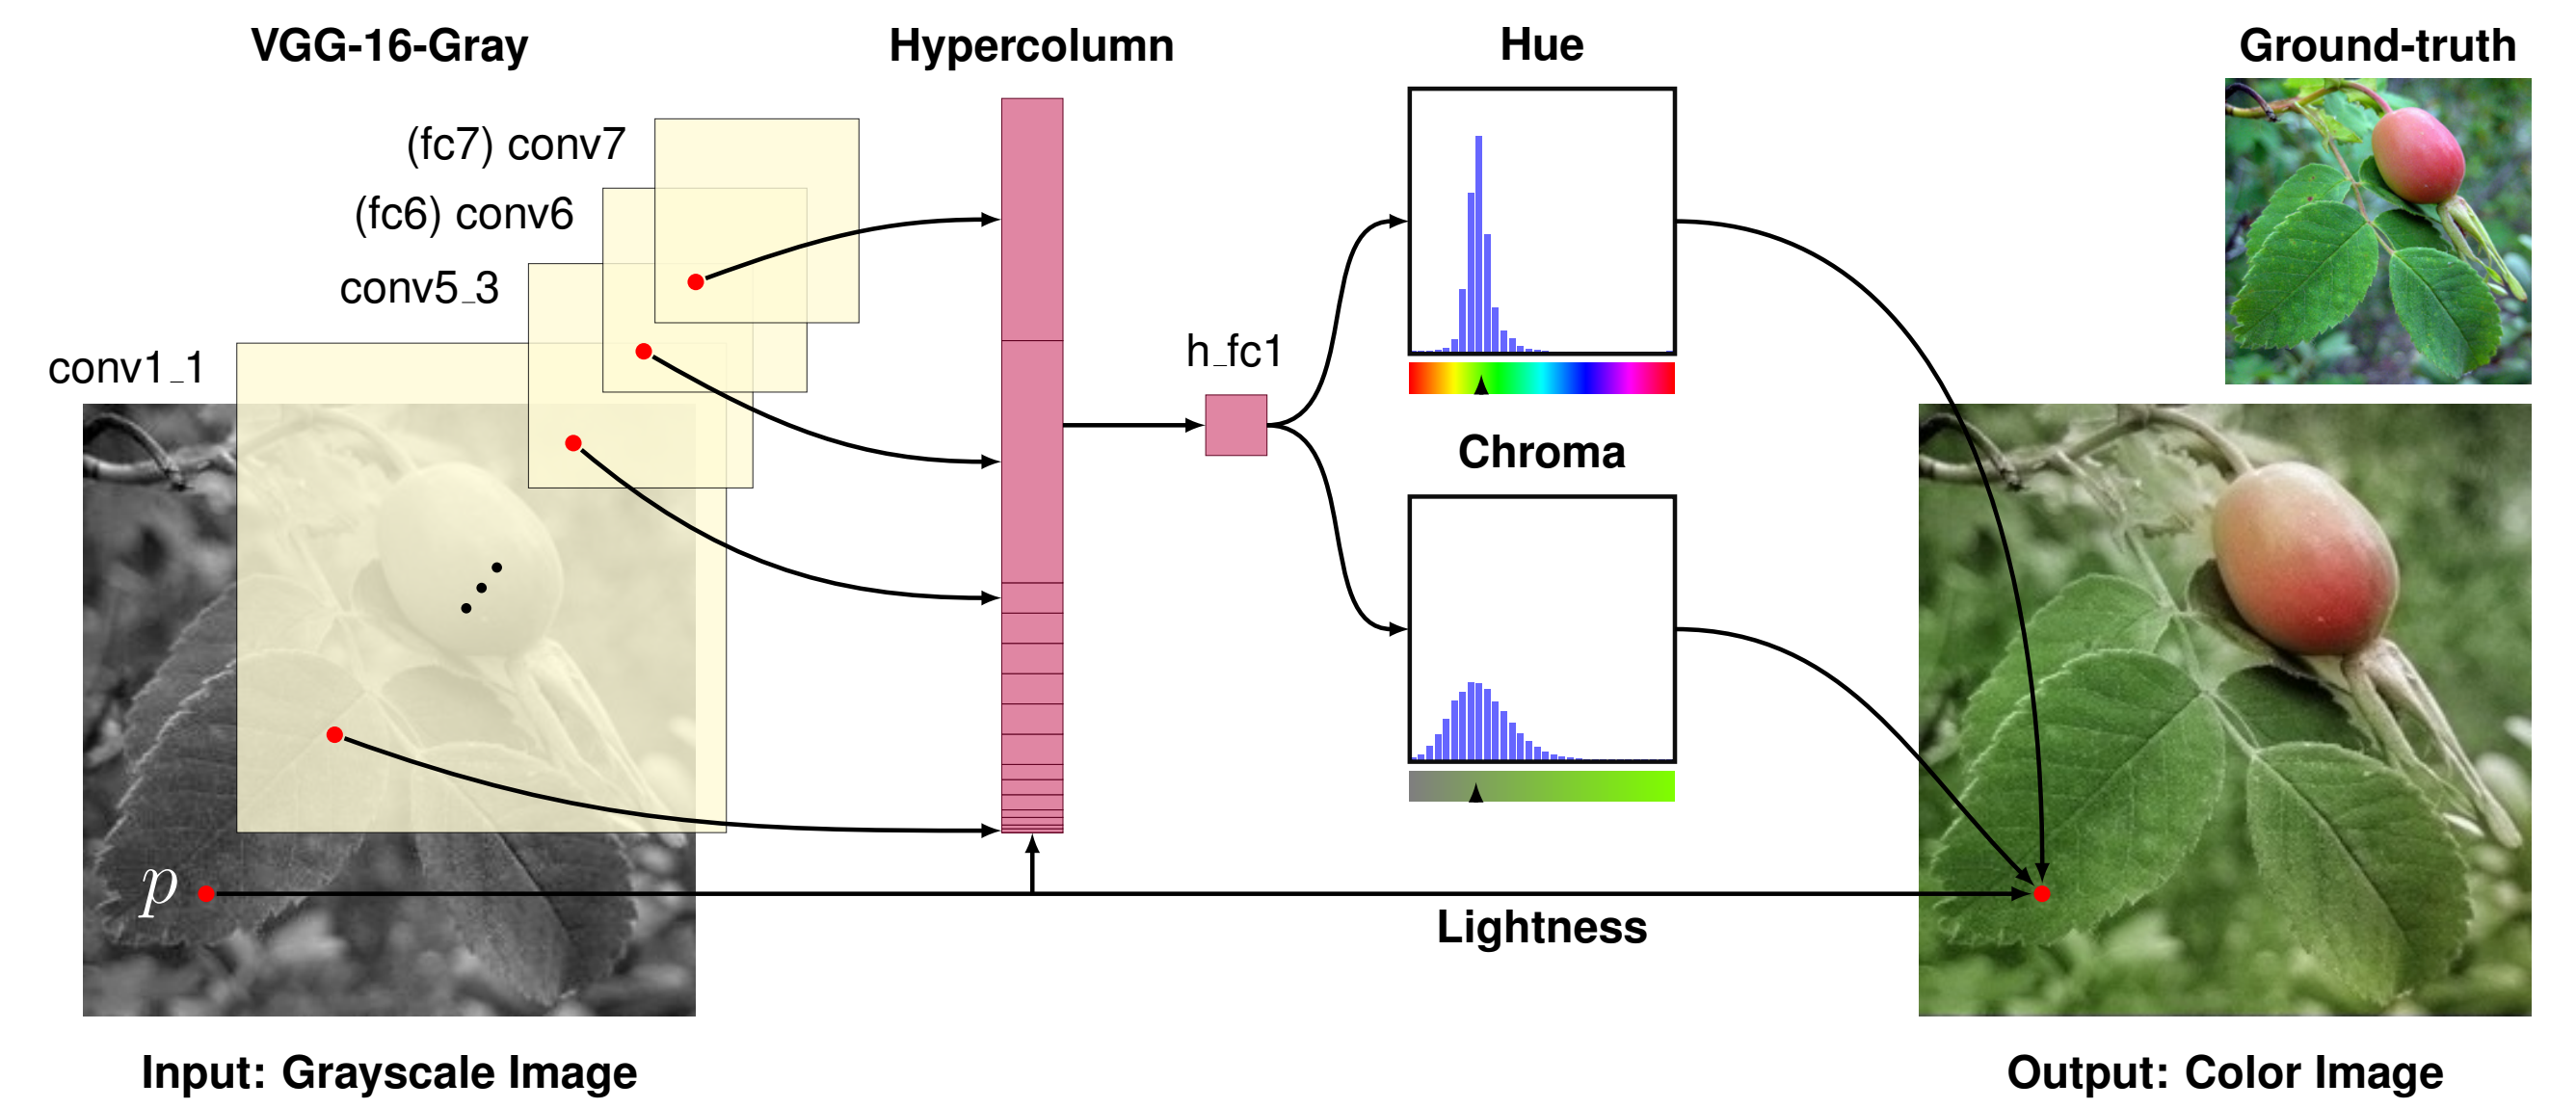 VGG-16-Gray
Hypercolumn
Hue
Ground-truth
(fc7) conv7
(fc6) conv6
conv5_3
conv1_1
h_fc1
Chroma
p
Lightness
Input: Grayscale Image
Output: Color Image